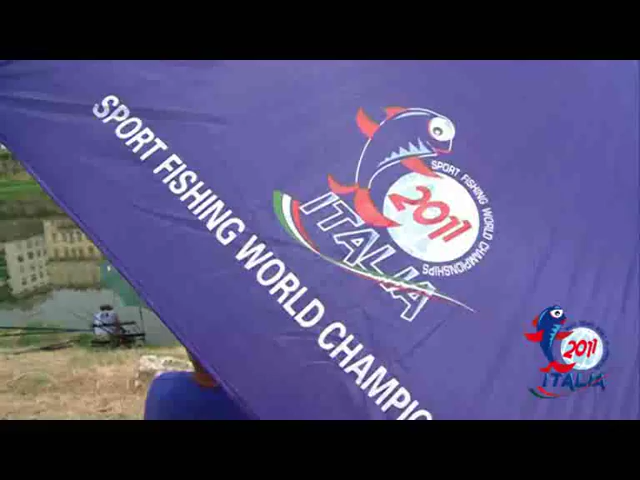 SPORT FISHING WORLD CHAMPIO
SPORT FISHING WORLD CHAMPIONSHIPS
2011
ITALIA
2011
ITALIA